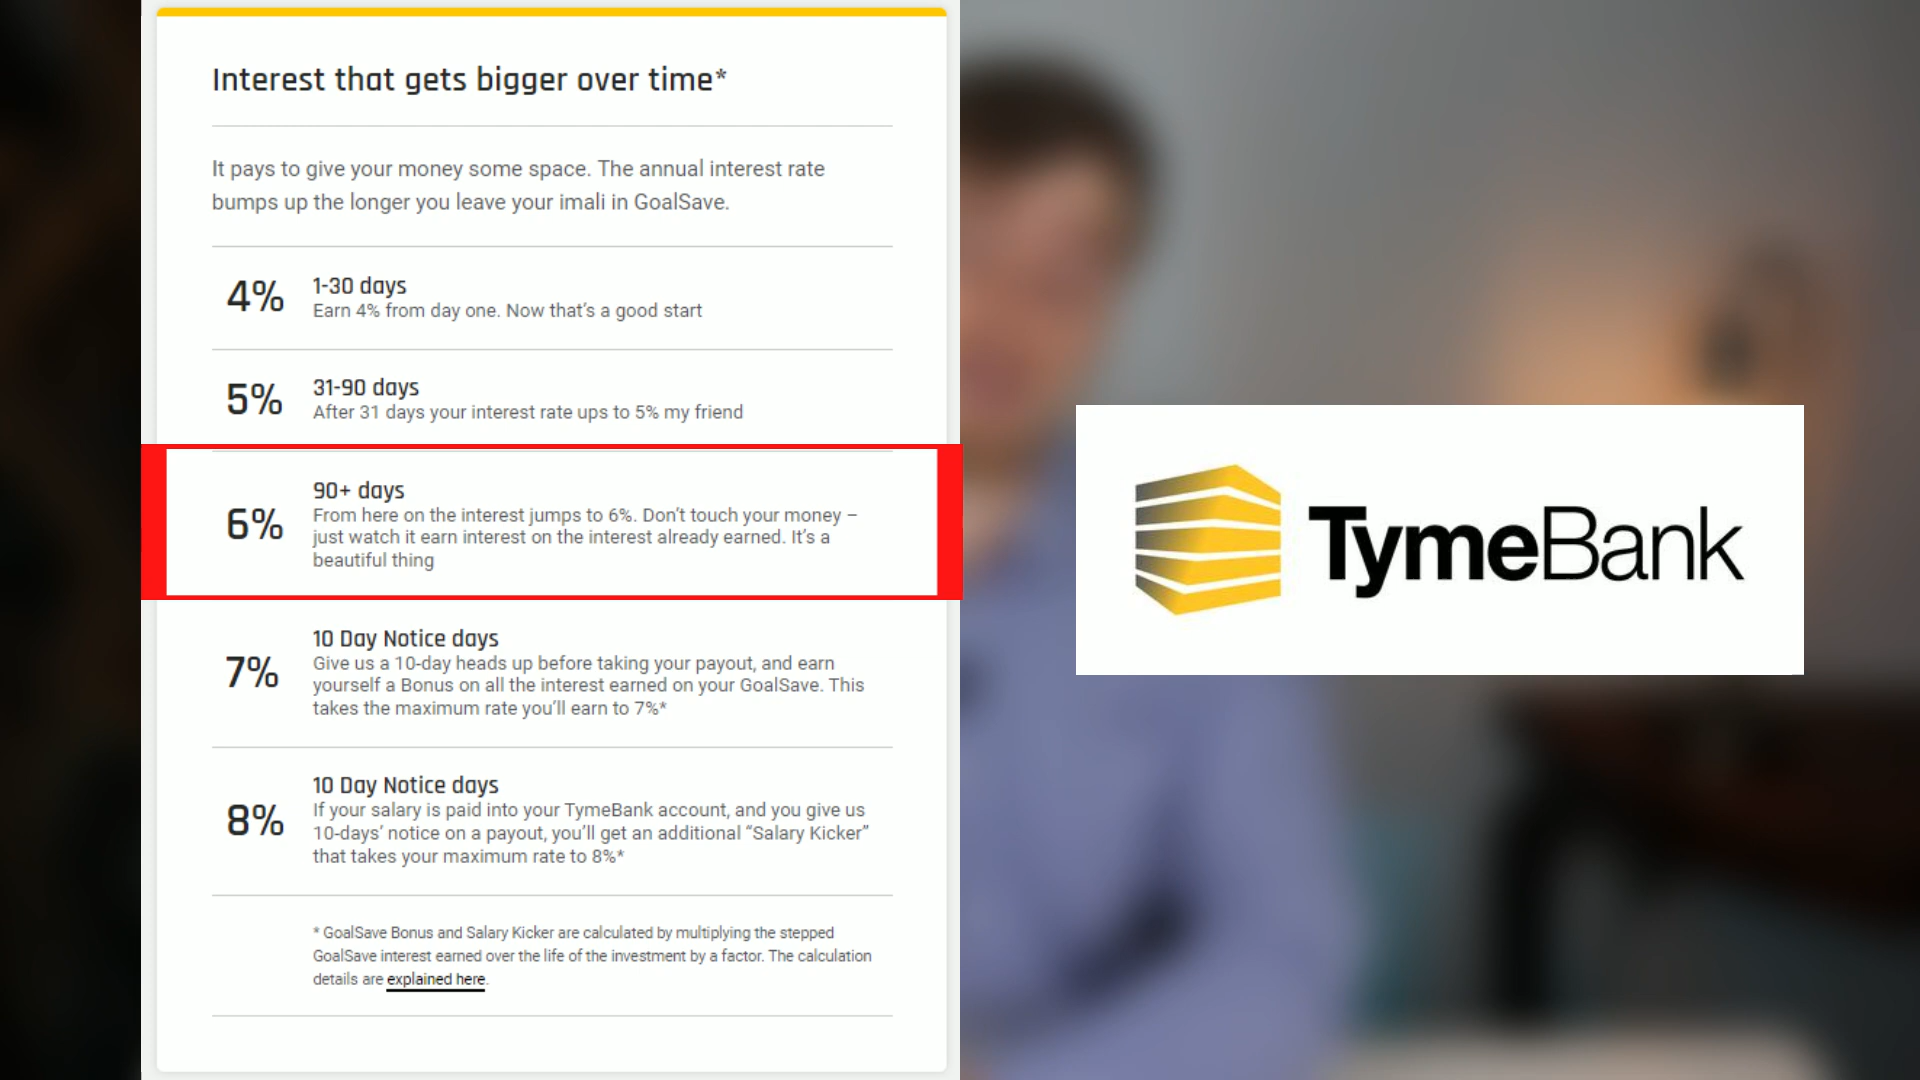 Interest that gets bigger over time*
It pays to give your money some space. The annual interest rate
bumps up the longer you leave your imali in GoalSave.
4%
1-30 days
Earn 4% from day one. Now that's a good start
5%
31-90 days
After 31 days your interest rate ups to 5% my friend
6%
90+ days
From here on the interest jumps to 6%. Don't touch your money –
just watch it earn interest on the interest already earned. It's a
beautiful thing
7%
10 Day Notice days
Give us a 10-day heads up before taking your payout, and earn
yourself a Bonus on all the interest earned on your GoalSave. This
takes the maximum rate you'll earn to 7%*
8%
10 Day Notice days
If your salary is paid into your TymeBank account, and you give us
10-days' notice on a payout, you'll get an additional “Salary Kicker”
that takes your maximum rate to 8%*
* GoalSave Bonus and Salary Kicker are calculated by multiplying the stepped
GoalSave interest earned over the life of the investment by a factor. The calculation
details are explained here.
TymeBank